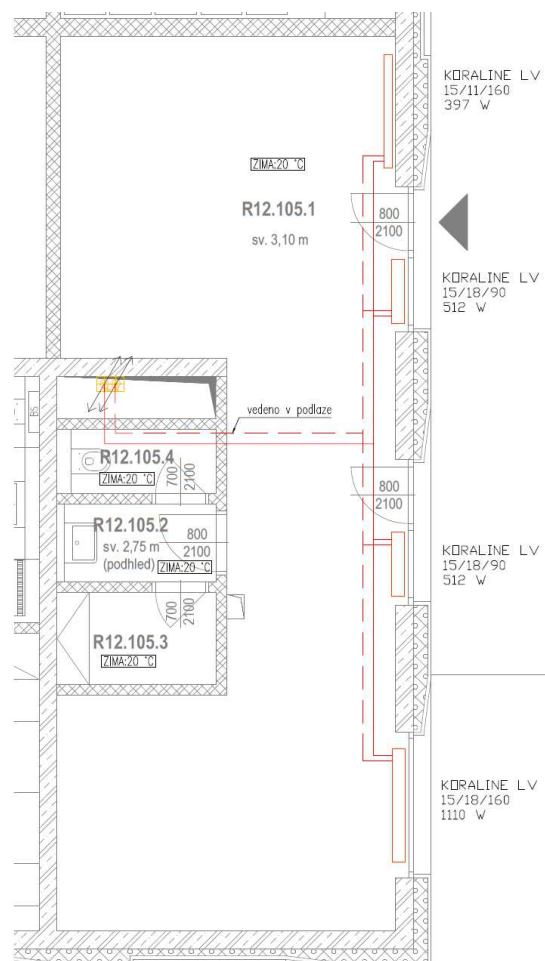 KORALINE LV
15/11/160
397 W
ZIMA:20 °C
R12.105.1
sv. 3,10 m
800
2100
KORALINE LV
15/18/90
512 W
B5
vedeno v podlaze
R12.105.4
ZIMA:20 °C
700
2100
800
2100
R12.105.2
sv. 2,75 m
(podhled)
ZIMA:20 °C
800
2100
KORALINE LV
15/18/90
512 W
700
2100
R12.105.3
ZIMA:20 °C
KORALINE LV
15/18/160
1110 W